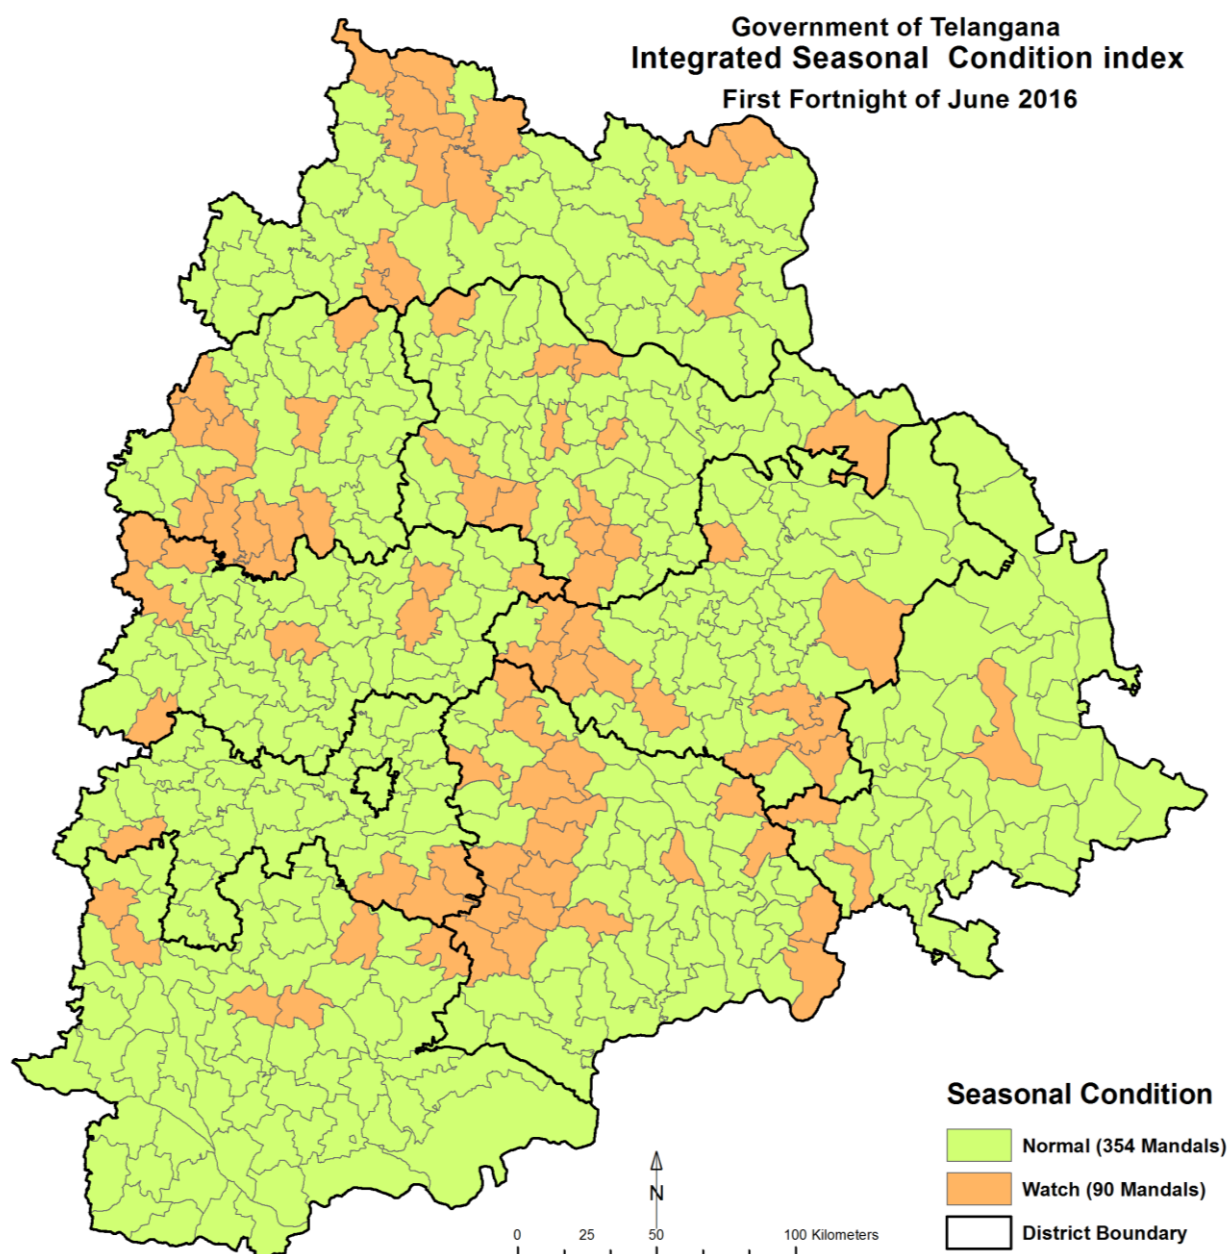 Government of Telangana
Integrated Seasonal Condition index
First Fortnight of June 2016
Seasonal Condition
Normal (354 Mandals)
Watch (90 Mandals)
District Boundary
N
0 25 50 100 Kilometers